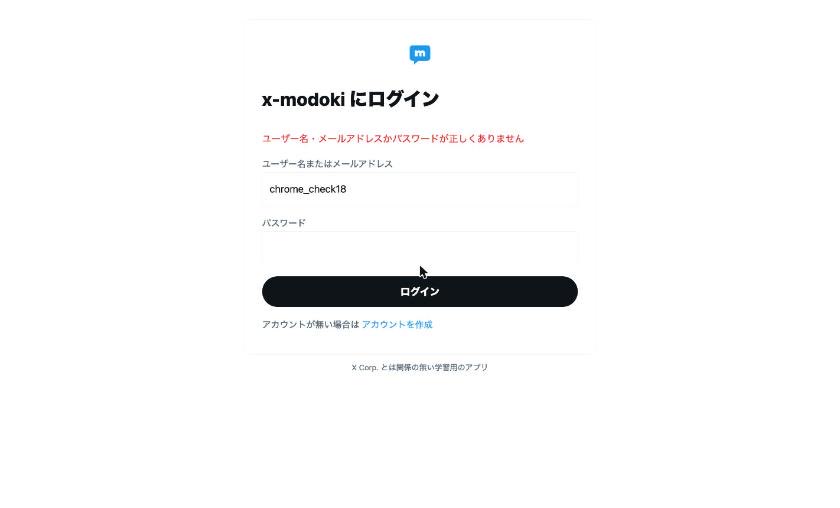 m
x-modoki にログイン
ユーザー名・メールアドレスかパスワードが正しくありません
ユーザー名またはメールアドレス
chrome_check18
パスワード
ログイン
アカウントが無い場合は アカウントを作成
X Corp. とは関係の無い学習用のアプリ